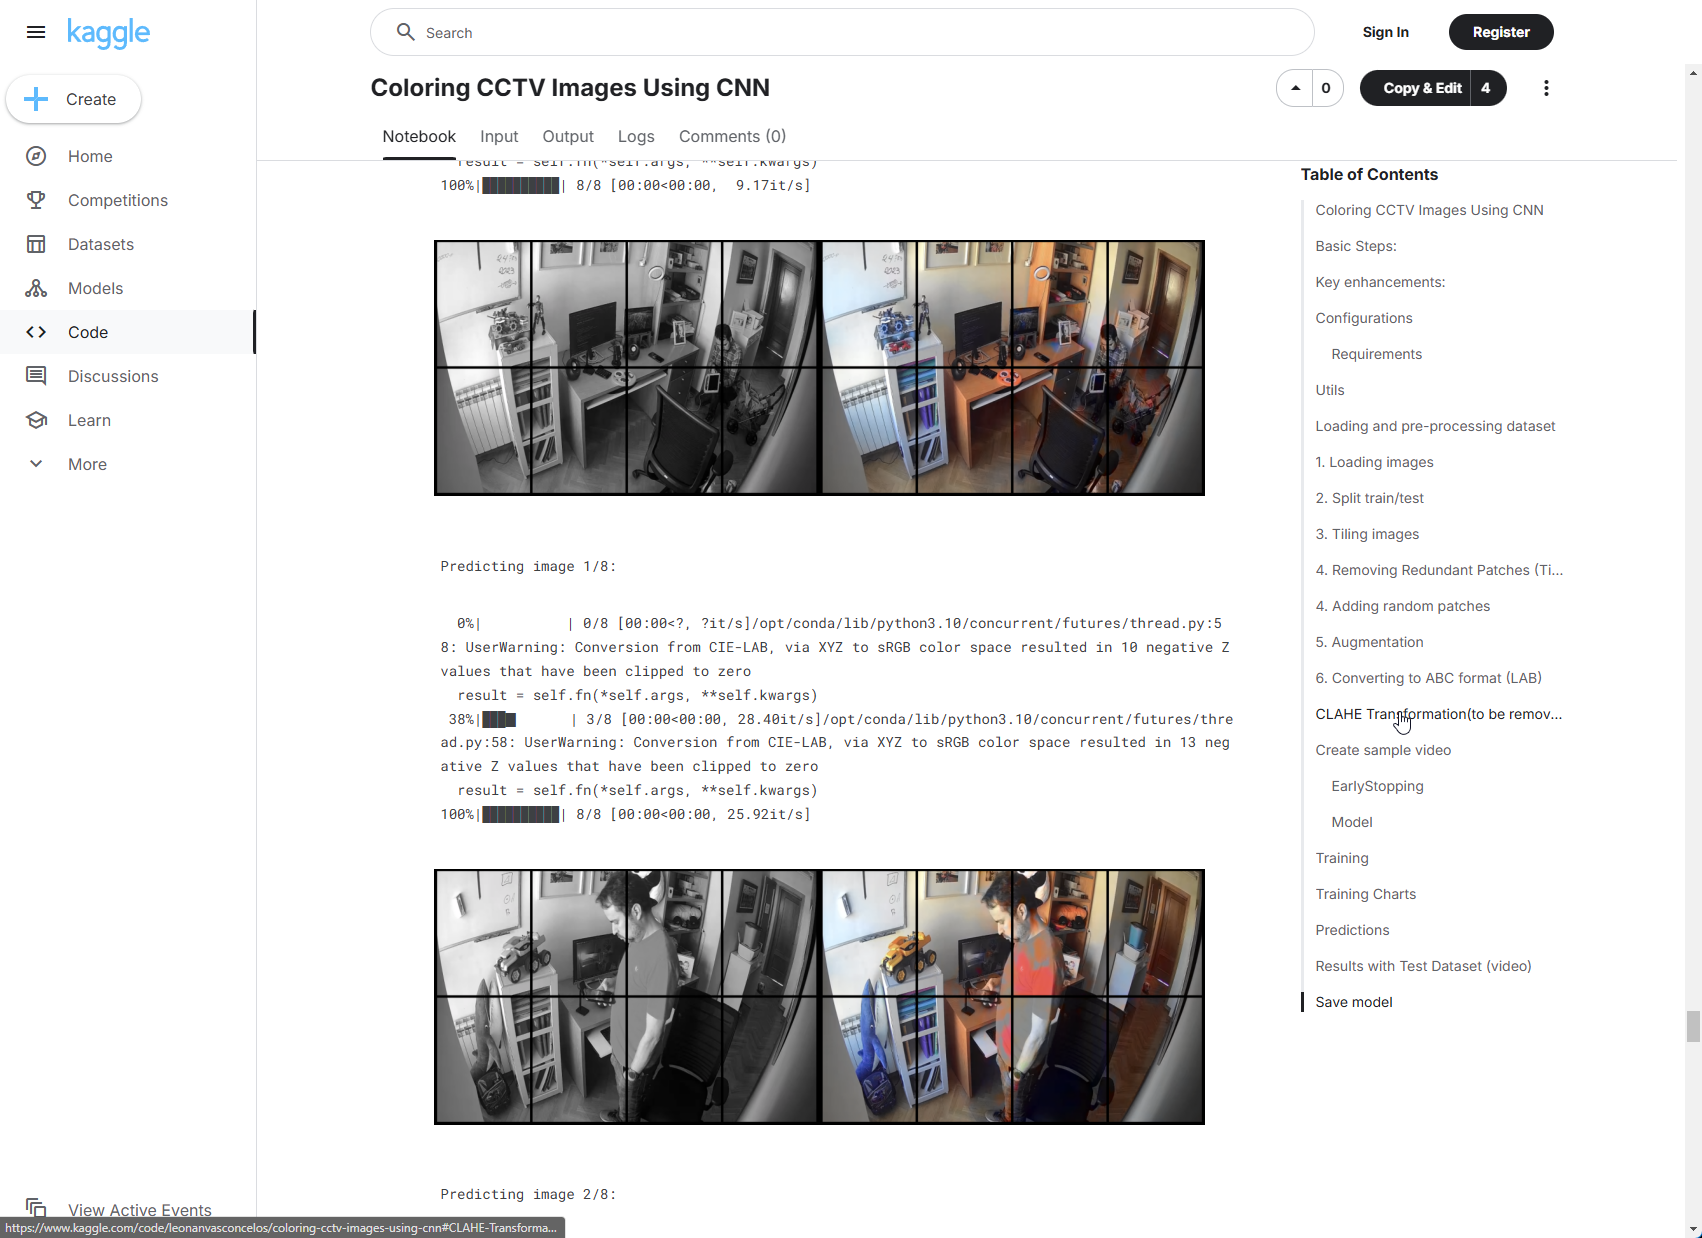 kaggle
Search
Sign In
Register
Create
Home
Competitions
Datasets
Models
Code
Discussions
Learn
More
View Active Events
Coloring CCTV Images Using CNN
0
Copy & Edit 4
Notebook
Input
Output
Logs
Comments (0)
result = self.fn(*self.args, **self.kwargs)
100%|██████████| 8/8 [00:00<00:00,  9.17it/s]
Predicting image 1/8:
0%|          | 0/8 [00:00<?, ?it/s]/opt/conda/lib/python3.10/concurrent/futures/thread.py:5
8: UserWarning: Conversion from CIE-LAB, via XYZ to sRGB color space resulted in 10 negative Z
values that have been clipped to zero
result = self.fn(*self.args, **self.kwargs)
38%|███▊      | 3/8 [00:00<00:00, 28.40it/s]/opt/conda/lib/python3.10/concurrent/futures/thre
ad.py:58: UserWarning: Conversion from CIE-LAB, via XYZ to sRGB color space resulted in 13 neg
ative Z values that have been clipped to zero
result = self.fn(*self.args, **self.kwargs)
100%|██████████| 8/8 [00:00<00:00, 25.92it/s]
Predicting image 2/8:
Table of Contents
Coloring CCTV Images Using CNN
Basic Steps:
Key enhancements:
Configurations
Requirements
Utils
Loading and pre-processing dataset
1. Loading images
2. Split train/test
3. Tiling images
4. Removing Redundant Patches (Ti...
4. Adding random patches
5. Augmentation
6. Converting to ABC format (LAB)
CLAHE Transformation(to be remov...
Create sample video
EarlyStopping
Model
Training
Training Charts
Predictions
Results with Test Dataset (video)
Save model
https://www.kaggle.com/code/leonanvasconcelos/coloring-cctv-images-using-cnn#CLAHE-Transforma...